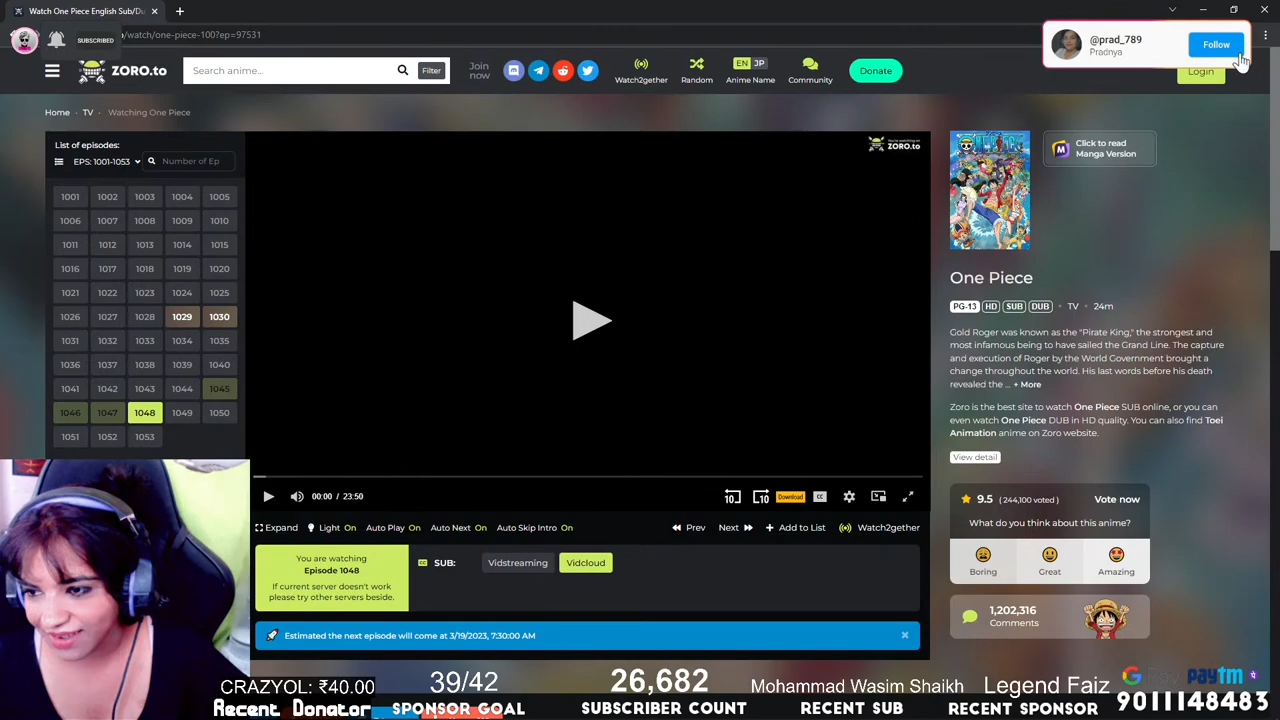 Watch One Piece English Sub/Du
SUBSCRIBED
/watch/one-piece-100?ep=97531
@prad_789
Pradnya
Follow
ZORO.to
Search anime...
Filter
Join now
Watch2gether
Random
EN JP
Anime Name
Community
Donate
Login
Home TV Watching One Piece
List of episodes:
EPS: 1001-1053
Number of Ep
1001 1002 1003 1004 1005
1006 1007 1008 1009 1010
1011 1012 1013 1014 1015
1016 1017 1018 1019 1020
1021 1022 1023 1024 1025
1026 1027 1028 1029 1030
1031 1032 1033 1034 1035
1036 1037 1038 1039 1040
1041 1042 1043 1044 1045
1046 1047 1048 1049 1050
1051 1052 1053
ZORO.to
00:00 / 23:50
10 10 Download CC
Expand Light On Auto Play On Auto Next On Auto Skip Intro On
Prev Next Add to List Watch2gether
You are watching
Episode 1048
If current server doesn't work
please try other servers beside.
SUB: Vidstreaming Vidcloud
Estimated the next episode will come at 3/19/2023, 7:30:00 AM
Click to read
Manga Version
One Piece
PG-13 HD SUB DUB TV 24m
Gold Roger was known as the "Pirate King," the strongest and
most infamous being to have sailed the Grand Line. The capture
and execution of Roger by the World Government brought a
change throughout the world. His last words before his death
revealed the ... + More
Zoro is the best site to watch One Piece SUB online, or you can
even watch One Piece DUB in HD quality. You can also find Toei
Animation anime on Zoro website.
View detail
9.5 (244,100 voted) Vote now
What do you think about this anime?
Boring Great Amazing
1,202,316
Comments
CRAZYOL: ₹40.00
Recent Donator
39/42
SPONSOR GOAL
26,682
SUBSCRIBER COUNT
Mohammad Wasim Shaikh
RECENT SUB
Legend Faiz
RECENT SPONSOR
G Pay paytm
9011148483